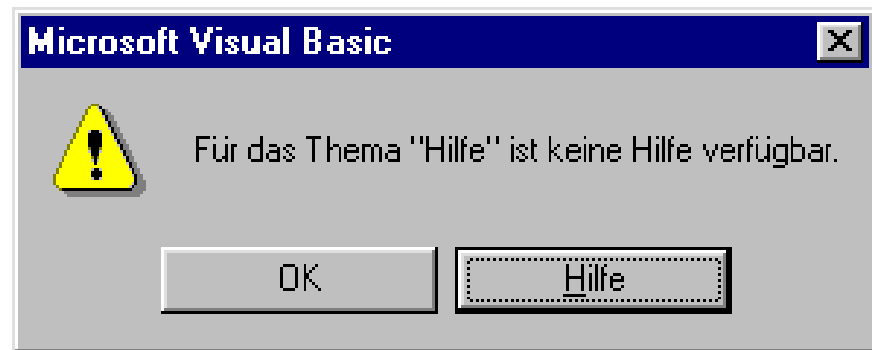 Microsoft Visual Basic
Für das Thema "Hilfe" ist keine Hilfe verfügbar.
OK
Hilfe